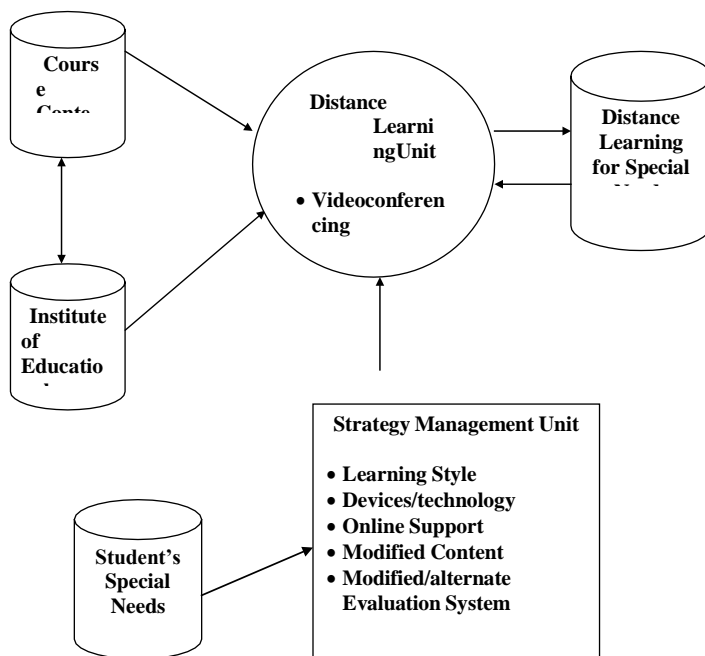 Cours
e
Distance
Learni
ngUnit
• Videoconferen
cing
Distance
Learning
for Special
Institute
of
Educatio
Strategy Management Unit
• Learning Style
• Devices/technology
• Online Support
• Modified Content
• Modified/alternate
Evaluation System
Student’s
Special
Needs